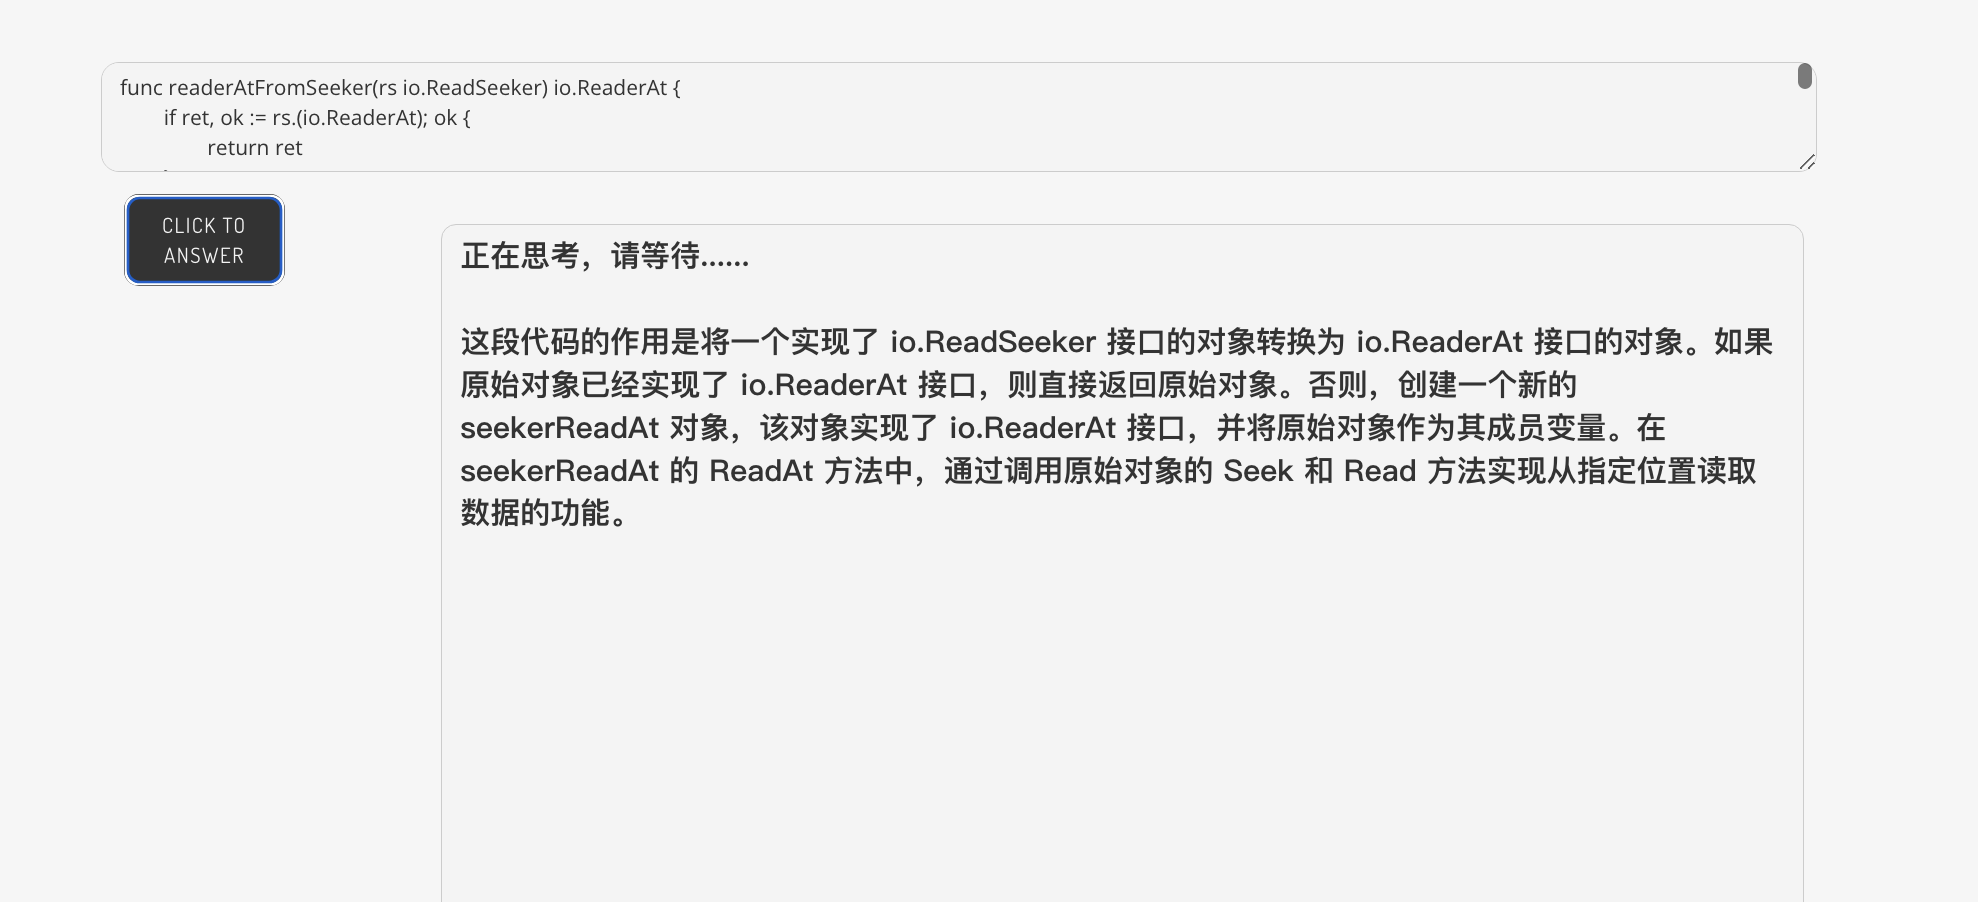 func readerAtFromSeeker(rs io.ReadSeeker) io.ReaderAt {
if ret, ok := rs.(io.ReaderAt); ok {
return ret
CLICK TO
ANSWER
正在思考，请等待......
这段代码的作用是将一个实现了 io.ReadSeeker 接口的对象转换为 io.ReaderAt 接口的对象。如果
原始对象已经实现了 io.ReaderAt 接口，则直接返回原始对象。否则，创建一个新的
seekerReadAt 对象，该对象实现了 io.ReaderAt 接口，并将原始对象作为其成员变量。在
seekerReadAt 的 ReadAt 方法中，通过调用原始对象的 Seek 和 Read 方法实现从指定位置读取
数据的功能。